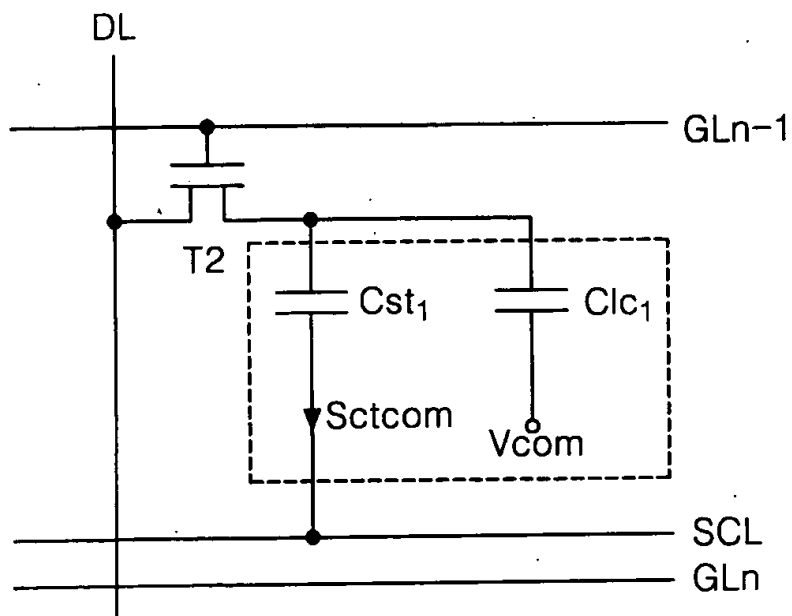 DL
GLn-1
T2
Cst₁
Clc₁
Sctcom
Vcom
SCL
GLn